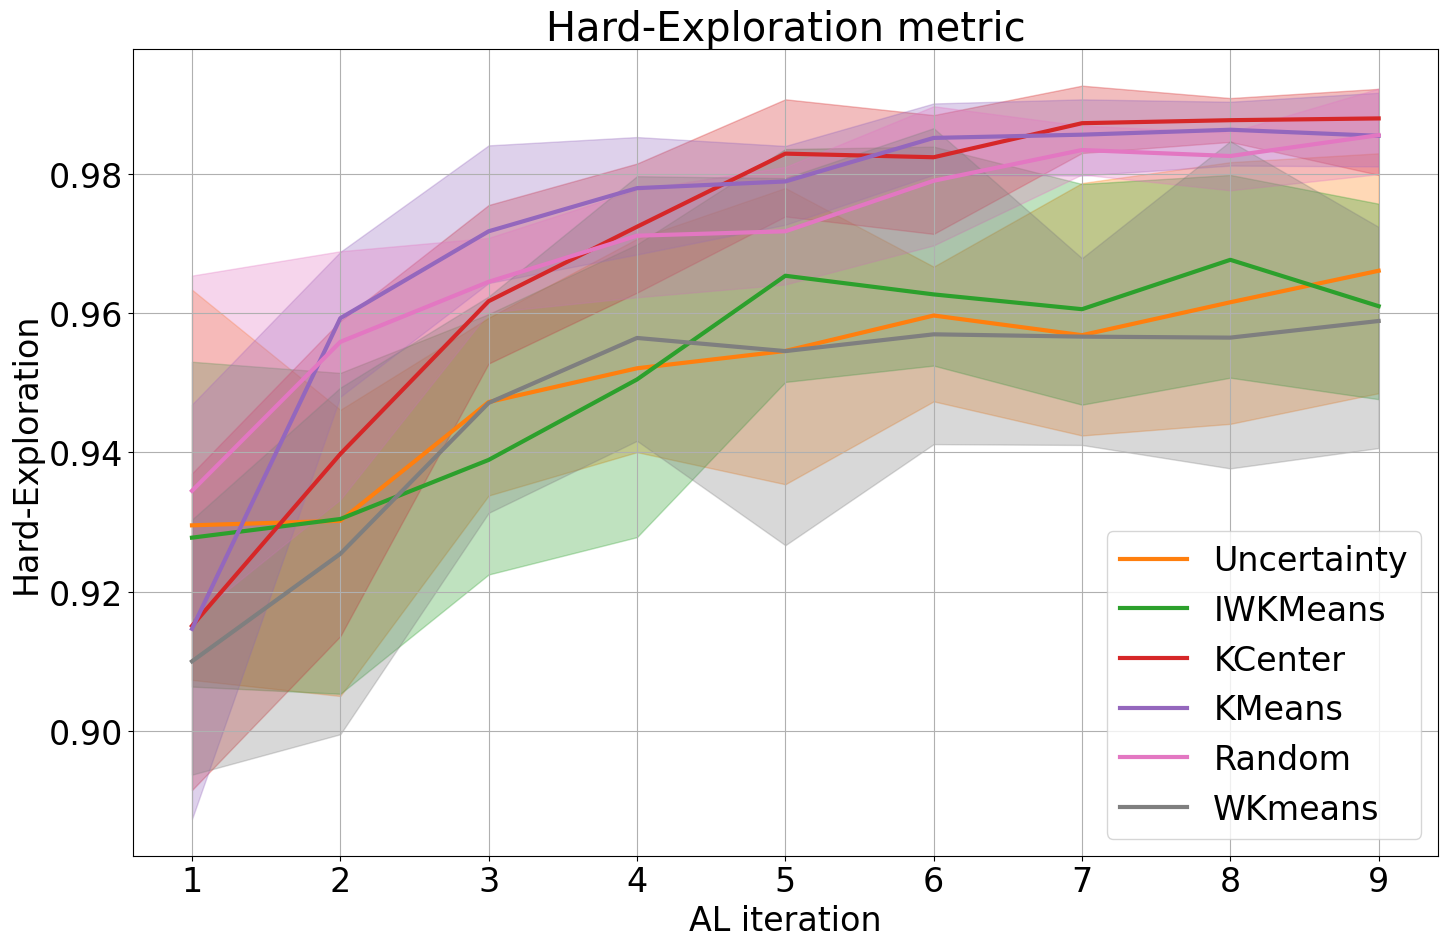 Hard-Exploration metric
Hard-Exploration
0.98
0.96
0.94
0.92
0.90
Uncertainty
IWKMeans
KCenter
KMeans
Random
WKmeans
1 2 3 4 5 6 7 8 9
AL iteration